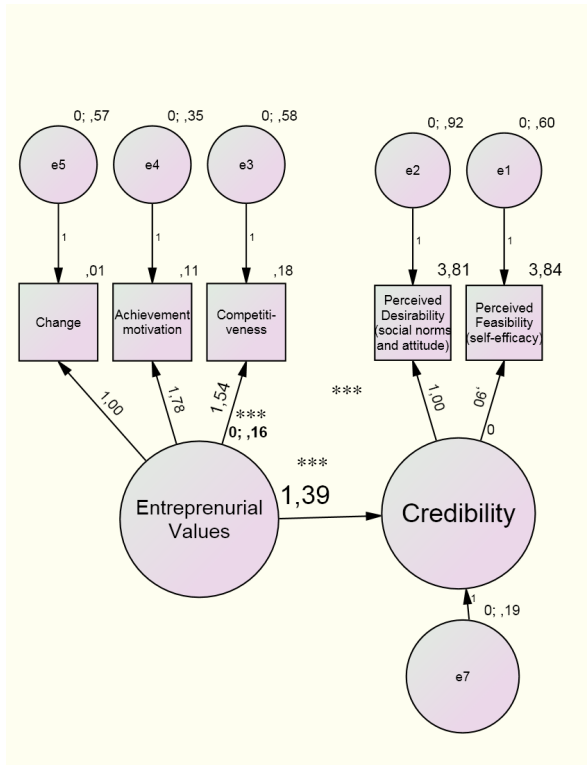 0; ,57
0; ,35
0; ,58
0; ,92
0; ,60
e5
e4
e3
e2
e1
1
1
1
1
1
,01
,11
,18
3,81
3,84
Change
Achievement
motivation
Competiti-
veness
Perceived
Desirability
(social norms
and attitude)
Perceived
Feasibility
(self-efficacy)
1,00
1,78
1,54
***
0; ,16
***
1,00
,90
0
***
1,39
Entreprenurial
Values
Credibility
1
0; ,19
e7